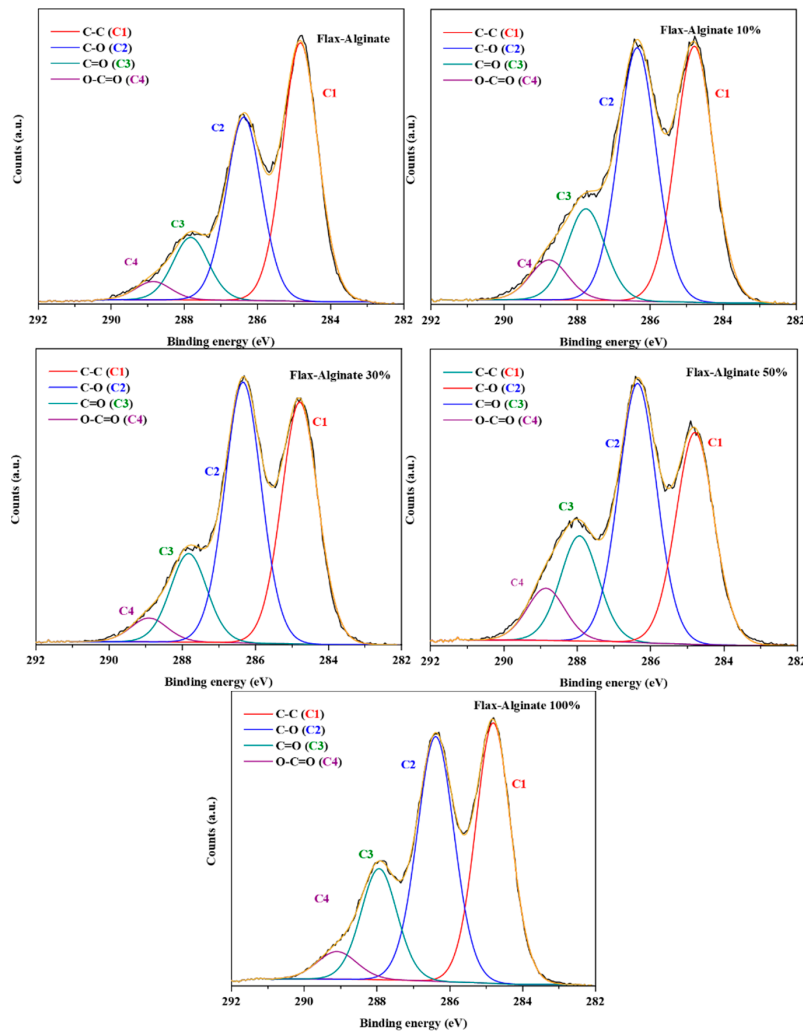 C-C (C1)
C-O (C2)
C=O (C3)
O-C=O (C4)
Flax-Alginate
C1
C2
C3
C4
Counts (a.u.)
292 290 288 286 284 282
Binding energy (eV)
C-C (C1)
C-O (C2)
C=O (C3)
O-C=O (C4)
Flax-Alginate 10%
C2
C1
C3
C4
Counts (a.u.)
292 290 288 286 284 282
Binding energy (eV)
C-C (C1)
C-O (C2)
C=O (C3)
O-C=O (C4)
Flax-Alginate 30%
C1
C2
C3
C4
Counts (a.u.)
292 290 288 286 284 282
Binding energy (eV)
C-C (C1)
C-O (C2)
C=O (C3)
O-C=O (C4)
Flax-Alginate 50%
C2
C1
C3
C4
Counts (a.u.)
292 290 288 286 284 282
Binding energy (eV)
C-C (C1)
C-O (C2)
C=O (C3)
O-C=O (C4)
Flax-Alginate 100%
C2
C1
C3
C4
Counts (a.u.)
292 290 288 286 284 282
Binding energy (eV)